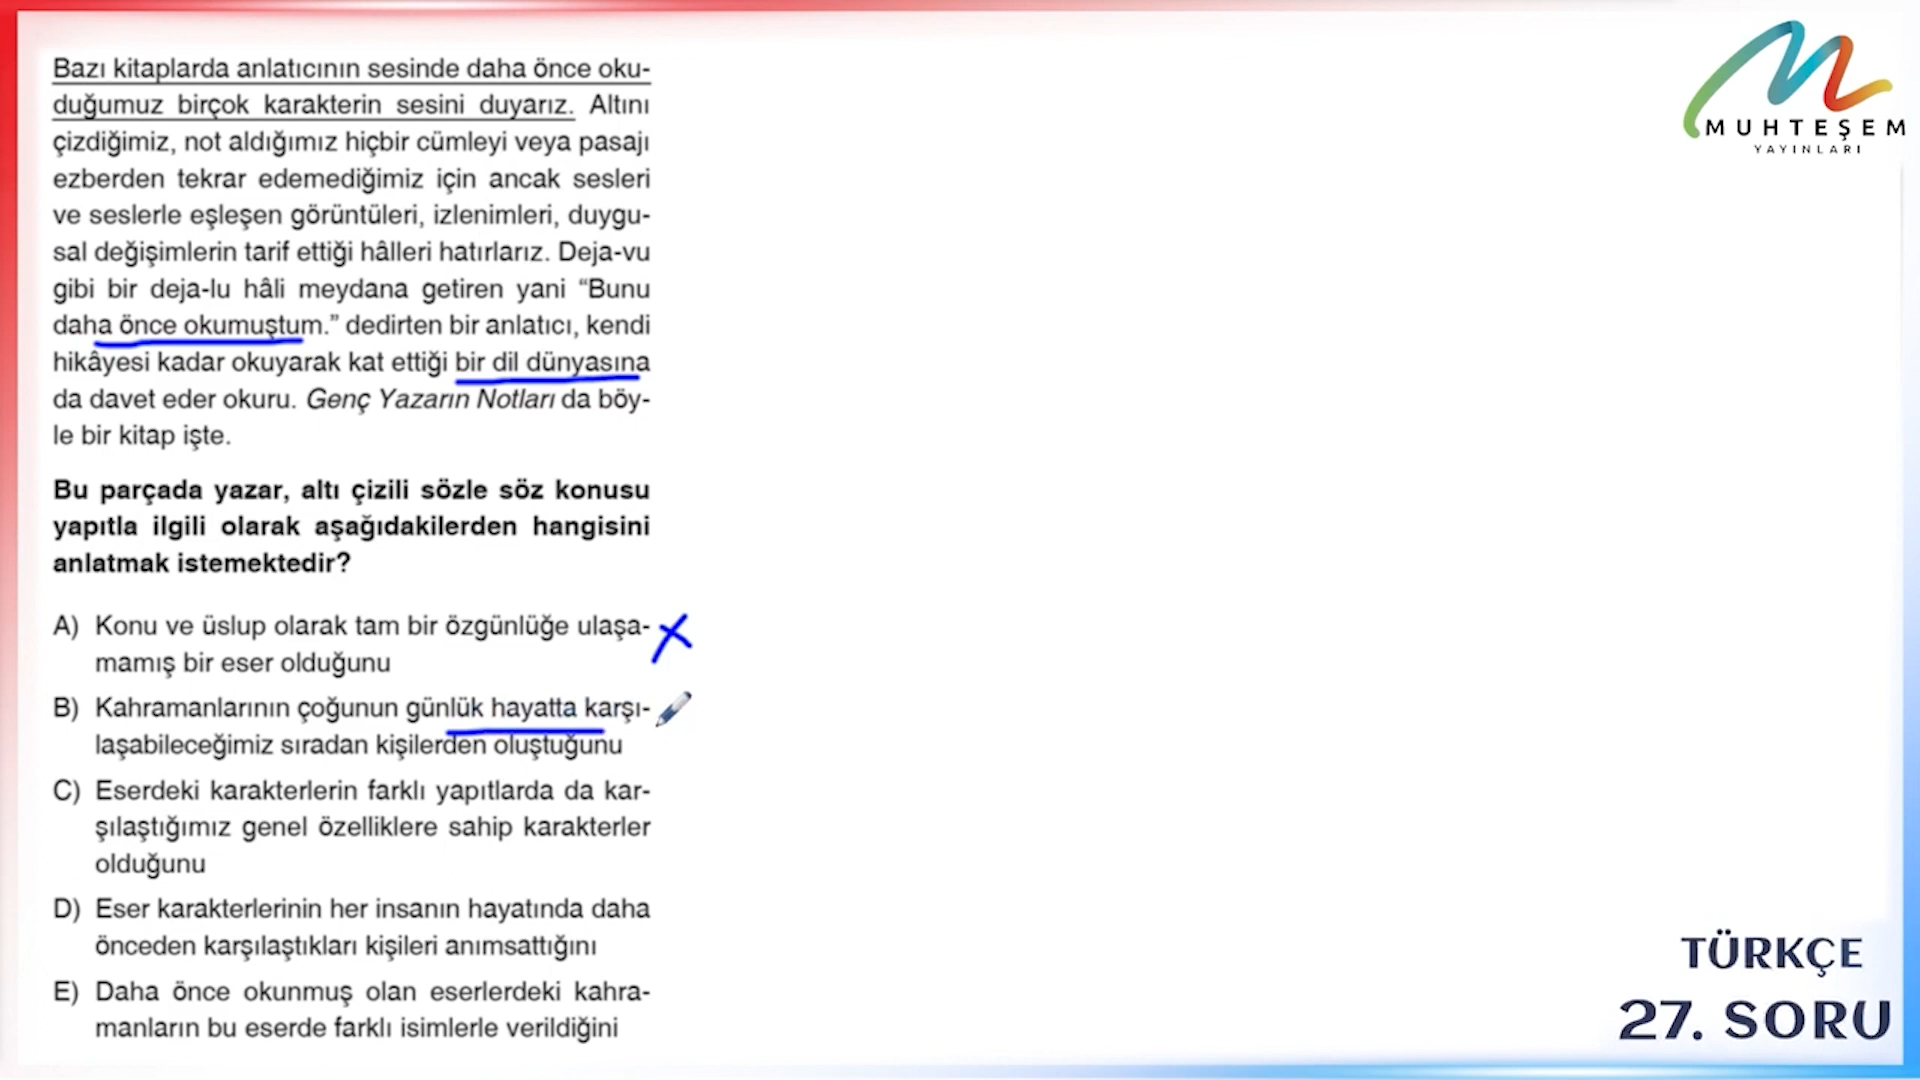 Bazı kitaplarda anlatıcının sesinde daha önce oku-
duğumuz birçok karakterin sesini duyarız. Altını
çizdiğimiz, not aldığımız hiçbir cümleyi veya pasajı
ezberden tekrar edemediğimiz için ancak sesleri
ve seslerle eşleşen görüntüleri, izlenimleri, duygu-
sal değişimlerin tarif ettiği hâlleri hatırlarız. Deja-vu
gibi bir deja-lu hâli meydana getiren yani “Bunu
daha önce okumuştum.” dedirten bir anlatıcı, kendi
hikâyesi kadar okuyarak kat ettiği bir dil dünyasına
da davet eder okuru. Genç Yazarın Notları da böy-
le bir kitap işte.
Bu parçada yazar, altı çizili sözle söz konusu
yapıtla ilgili olarak aşağıdakilerden hangisini
anlatmak istemektedir?
A) Konu ve üslup olarak tam bir özgünlüğe ulaşa-
mamış bir eser olduğunu
B) Kahramanlarının çoğunun günlük hayatta karşı-
laşabileceğimiz sıradan kişilerden oluştuğunu
C) Eserdeki karakterlerin farklı yapıtlarda da kar-
şılaştığımız genel özelliklere sahip karakterler
olduğunu
D) Eser karakterlerinin her insanın hayatında daha
önceden karşılaştıkları kişileri anımsattığını
E) Daha önce okunmuş olan eserlerdeki kahra-
manların bu eserde farklı isimlerle verildiğini
MUHTEŞEM
YAYINLARI
TÜRKÇE
27. SORU